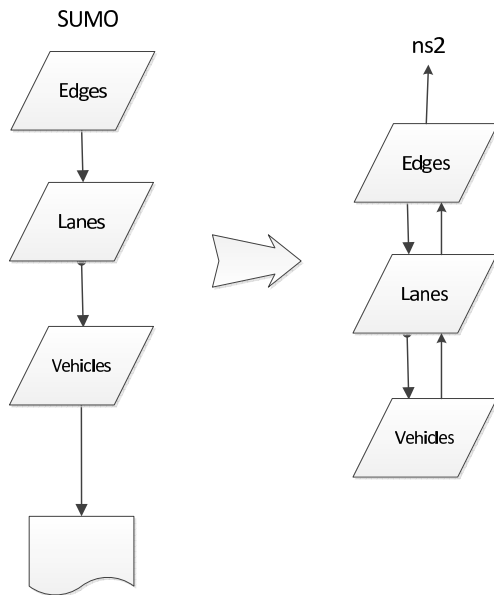 SUMO
Edges
Lanes
Vehicles
ns2
Edges
Lanes
Vehicles